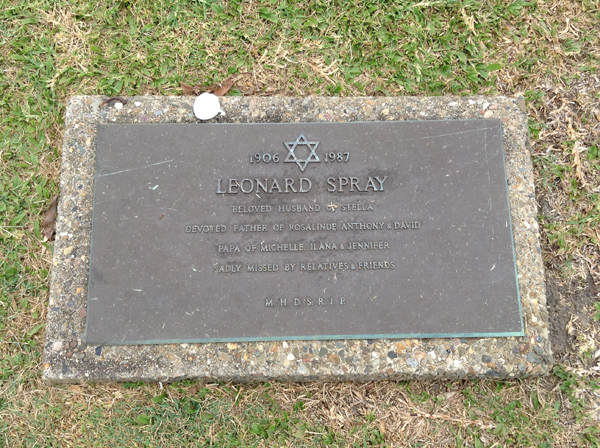 1906 1987
LEONARD SPRAY
BELOVED HUSBAND OF STELLA
DEVOTED FATHER OF ROSALINDE ANTHONY & DAVID
PAPA OF MICHELLE, ILANA & JENNIFER
SADLY MISSED BY RELATIVES & FRIENDS
M. H. D. S. R. I. P.